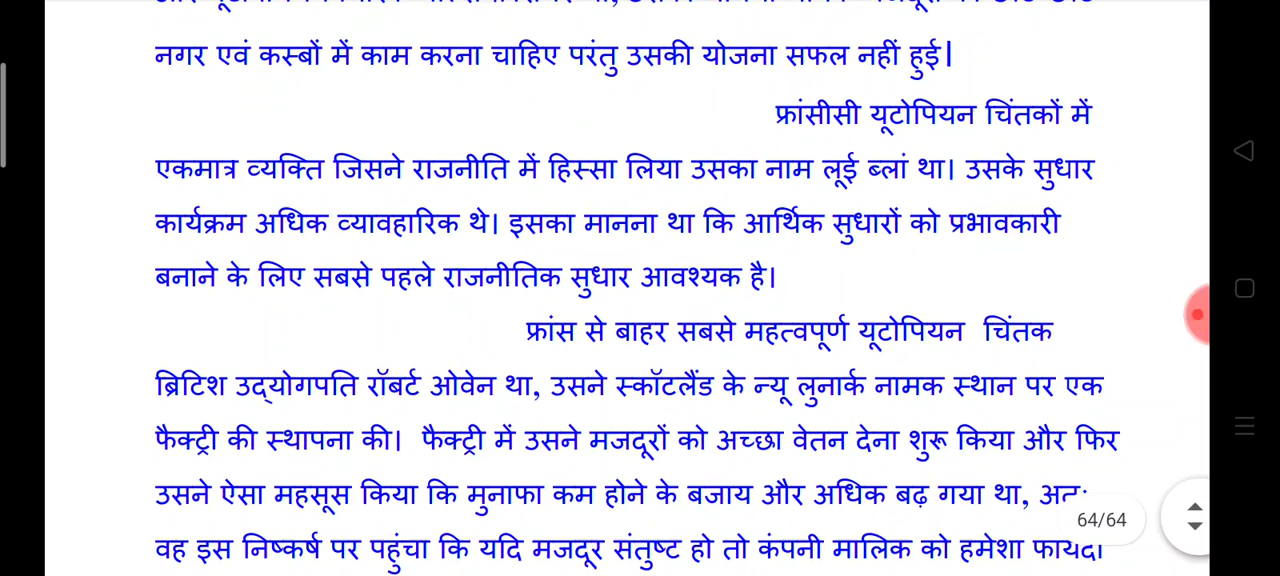 नगर एवं कस्बों में काम करना चाहिए परंतु उसकी योजना सफल नहीं हुई|
फ्रांसीसी यूटोपियन चिंतकों में
एकमात्र व्यक्ति जिसने राजनीति में हिस्सा लिया उसका नाम लूई ब्लां था। उसके सुधार
कार्यक्रम अधिक व्यावहारिक थे। इसका मानना था कि आर्थिक सुधारों को प्रभावकारी
बनाने के लिए सबसे पहले राजनीतिक सुधार आवश्यक है।
फ्रांस से बाहर सबसे महत्वपूर्ण यूटोपियन चिंतक
ब्रिटिश उद्योगपति रॉबर्ट ओवेन था, उसने स्कॉटलैंड के न्यू लुनार्क नामक स्थान पर एक
फैक्ट्री की स्थापना की। फैक्ट्री में उसने मजदूरों को अच्छा वेतन देना शुरू किया और फिर
उसने ऐसा महसूस किया कि मुनाफा कम होने के बजाय और अधिक बढ़ गया था, अतः
वह इस निष्कर्ष पर पहुंचा कि यदि मजदूर संतुष्ट हो तो कंपनी मालिक को हमेशा फायदा
64/64